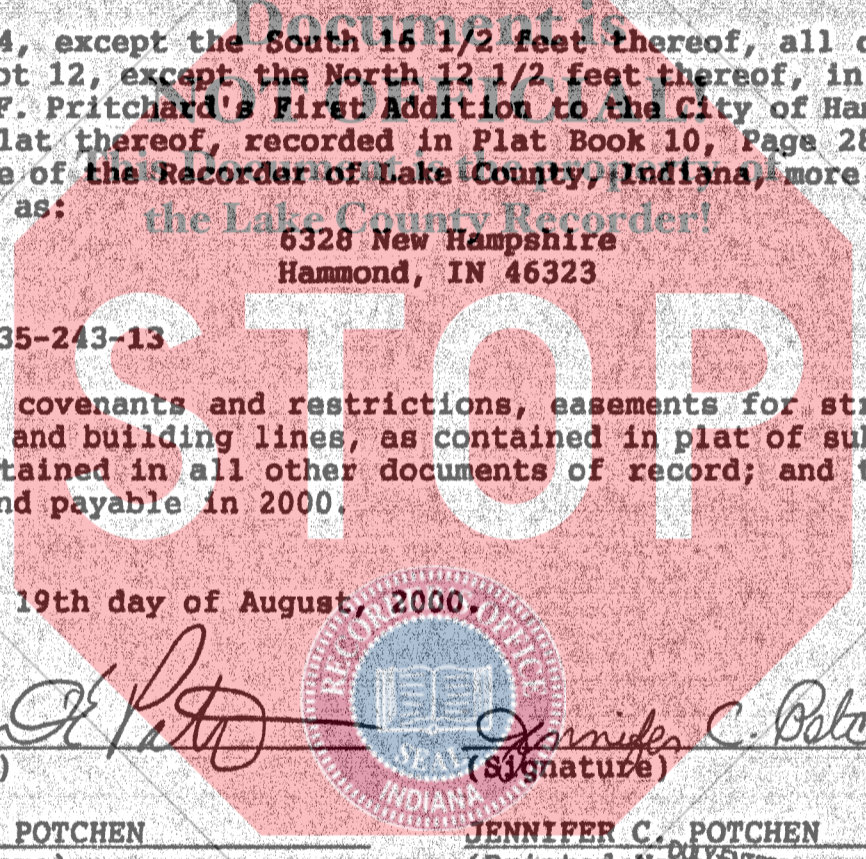 Document is
4, except the South 16 1/2 feet thereof, all
ot 12, except the North 12 1/2 feet thereof, in
NOT OFFICIAL!
F. Pritchard's First Addition to the City of Ha
lat thereof, recorded in Plat Book 10, Page 28
This Document is the property of
e of the Recorder of Lake County, Indiana, more
as:
the Lake County Recorder!
6328 New Hampshire
Hammond, IN 46323
35-243-13
STOP
covenants and restrictions, easements for st
and building lines, as contained in plat of su
tained in all other documents of record; and
nd payable in 2000.
19th day of August, 2000.
RECORDER'S OFFICE
SEAL
INDIANA
Jennifer C.
(Signature)
POTCHEN
JENNIFER C. POTCHEN